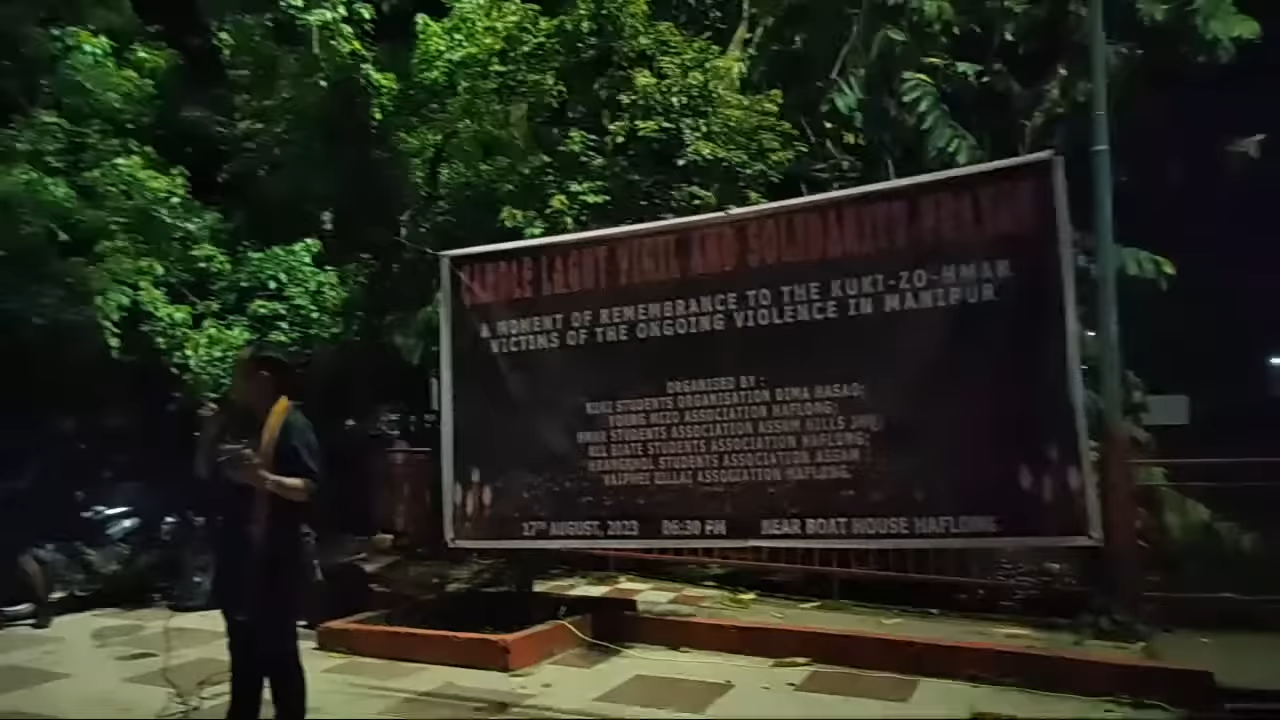 CANDLE LIGHT VIGIL AND SOLIDARITY
A MOMENT OF REMEMBRANCE TO THE KUKI-ZO-HMAR
VICTIMS OF THE ONGOING VIOLENCE IN MANIPUR
ORGANISED BY :
KUKI STUDENTS ORGANISATION DIMA HASAO;
YOUNG MIZO ASSOCIATION HAFLONG;
HMAR STUDENTS ASSOCIATION ASSAM HILLS
ALL BIATE STUDENTS ASSOCIATION HAFLONG;
HRANGKHOL STUDENTS ASSOCIATION ASSAM
VAIPHEI ASSOCIATION HAFLONG
17TH AUGUST, 2023 06:30 PM NEAR BOAT HOUSE HAFLONG